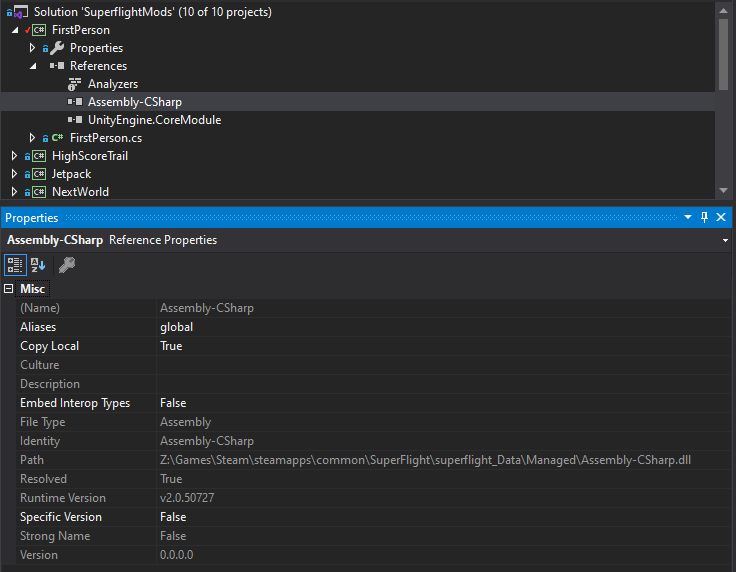 Solution 'SuperflightMods' (10 of 10 projects)
C# FirstPerson
Properties
References
Analyzers
Assembly-CSharp
UnityEngine.CoreModule
C# FirstPerson.cs
C# HighScoreTrail
C# Jetpack
C# NextWorld
Properties
Assembly-CSharp Reference Properties
Misc
(Name) Assembly-CSharp
Aliases global
Copy Local True
Culture
Description
Embed Interop Types False
File Type Assembly
Identity Assembly-CSharp
Path Z:\Games\Steam\steamapps\common\SuperFlight\superflight_Data\Managed\Assembly-CSharp.dll
Resolved True
Runtime Version v2.0.50727
Specific Version False
Strong Name False
Version 0.0.0.0